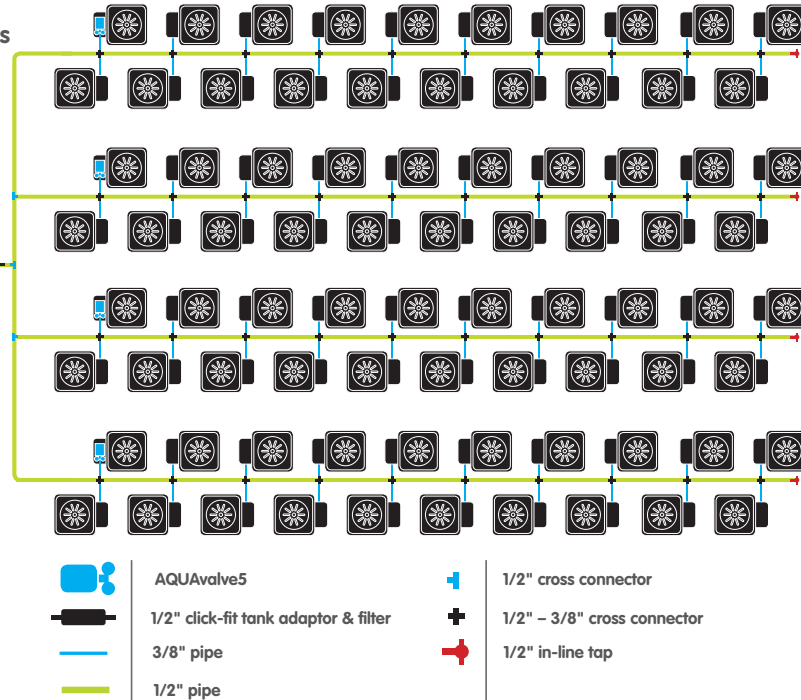 s
AQUAvalve5
1/2" cross connector
1/2" click-fit tank adaptor & filter
1/2" – 3/8" cross connector
3/8" pipe
1/2" in-line tap
1/2" pipe